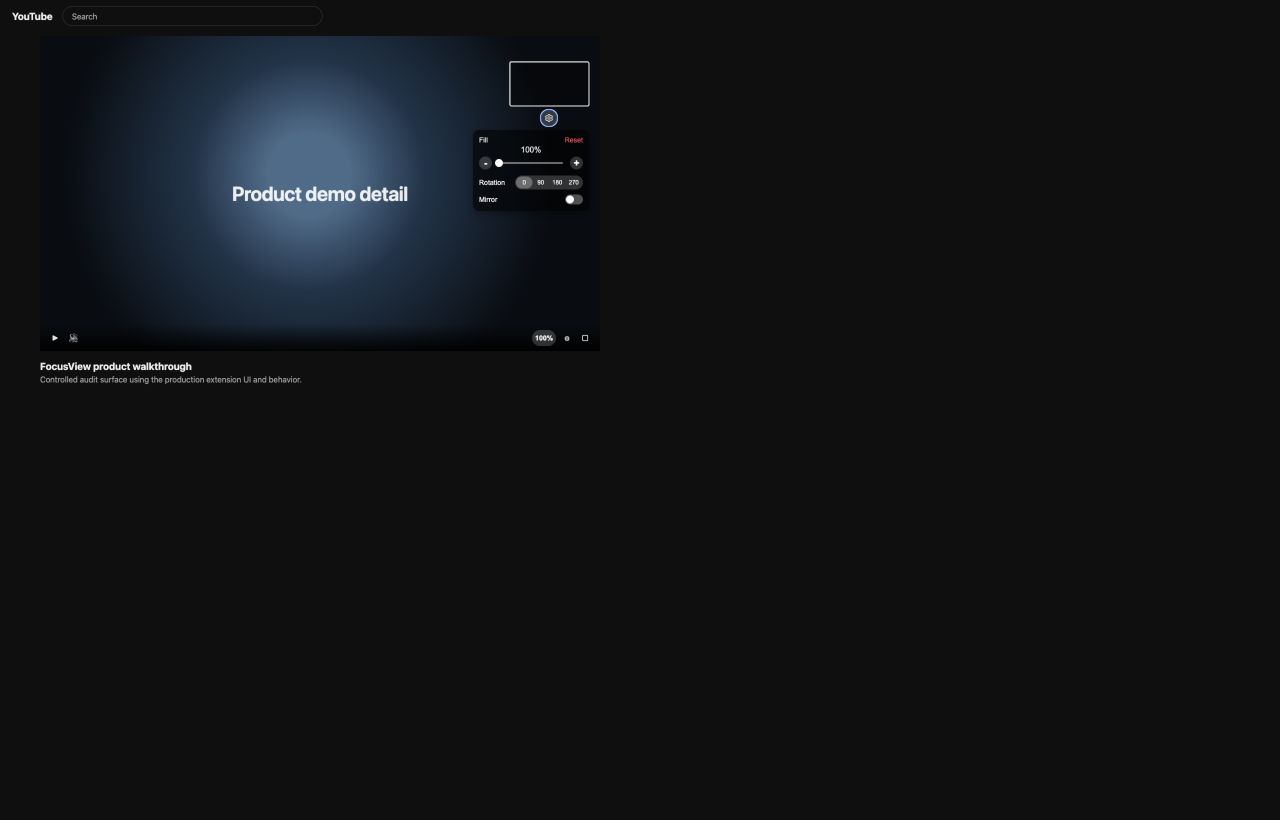 YouTube
Search
Fill
Reset
100%
-
+
Rotation
0
90
180
270
Mirror
Product demo detail
100%
FocusView product walkthrough
Controlled audit surface using the production extension UI and behavior.